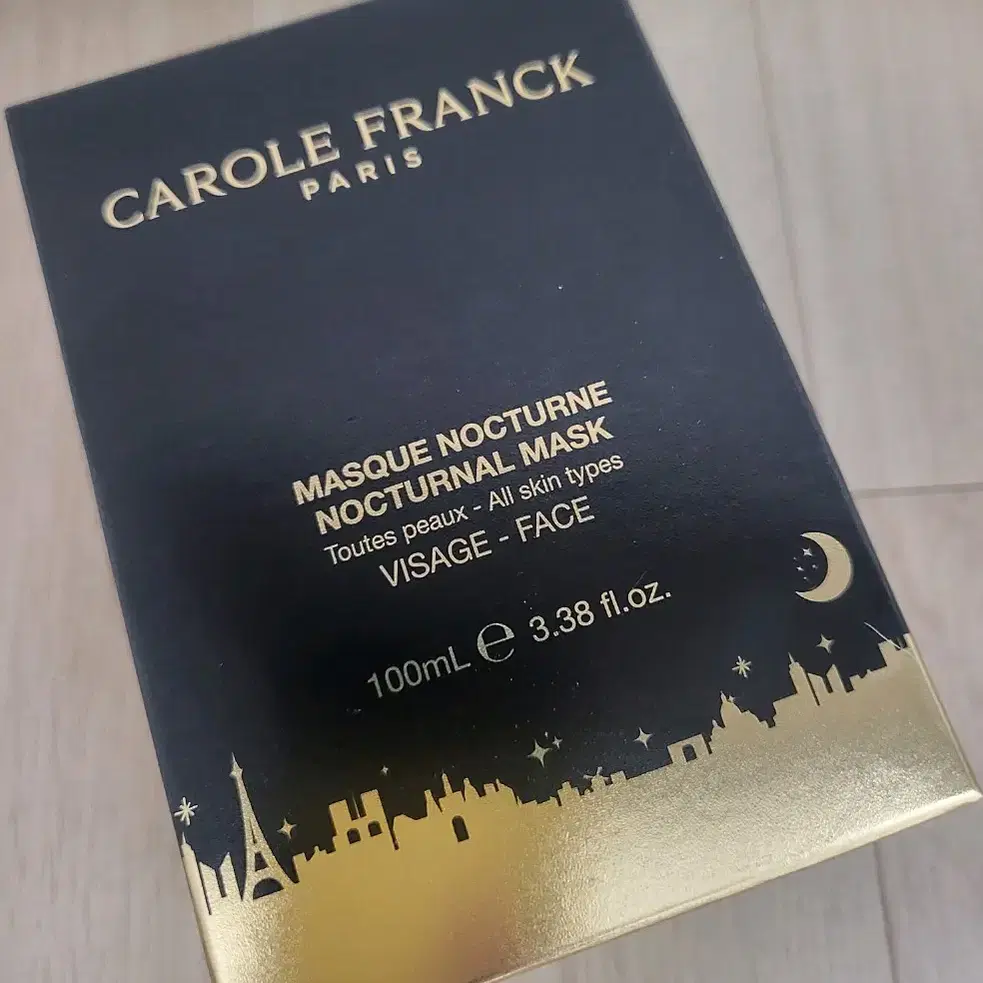 CAROLE FRANCK
PARIS
MASQUE NOCTURNE
NOCTURNAL MASK
Toutes peaux - All skin types
VISAGE - FACE
100mL ℮ 3.38 fl.oz.